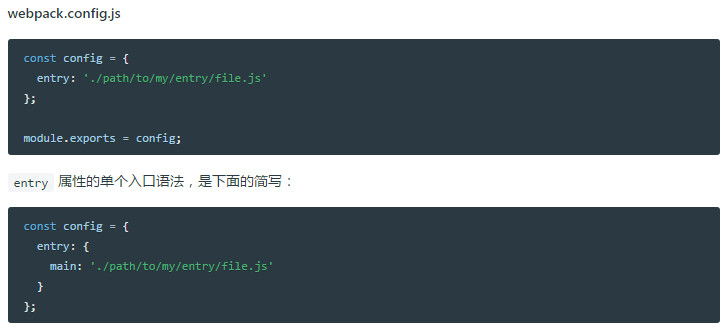 webpack.config.js
const config = {
  entry: './path/to/my/entry/file.js'
};
module.exports = config;
entry 属性的单个入口语法，是下面的简写：
const config = {
  entry: {
    main: './path/to/my/entry/file.js'
  }
};